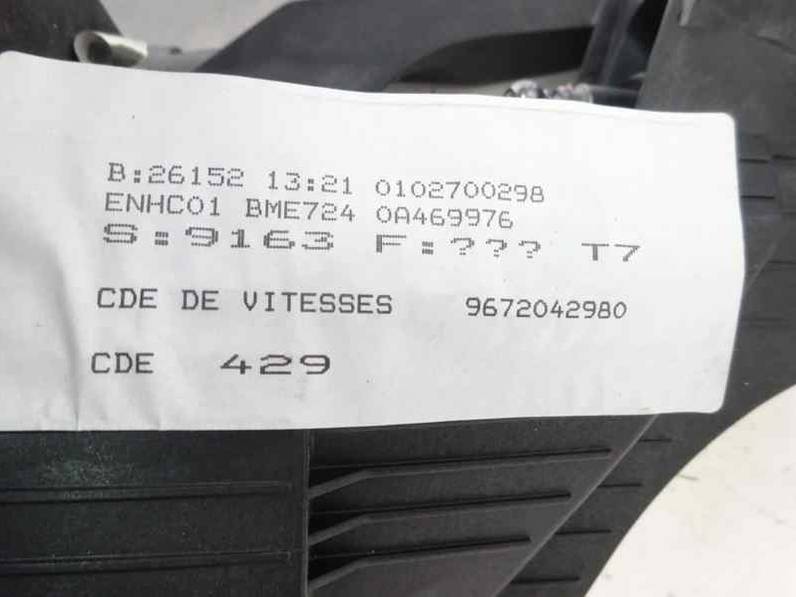 B:26152 13:21 0102700298
ENHC01 BME724 0A469976
S:9163 F:??? T7
CDE DE VITESSES 9672042980
CDE 429